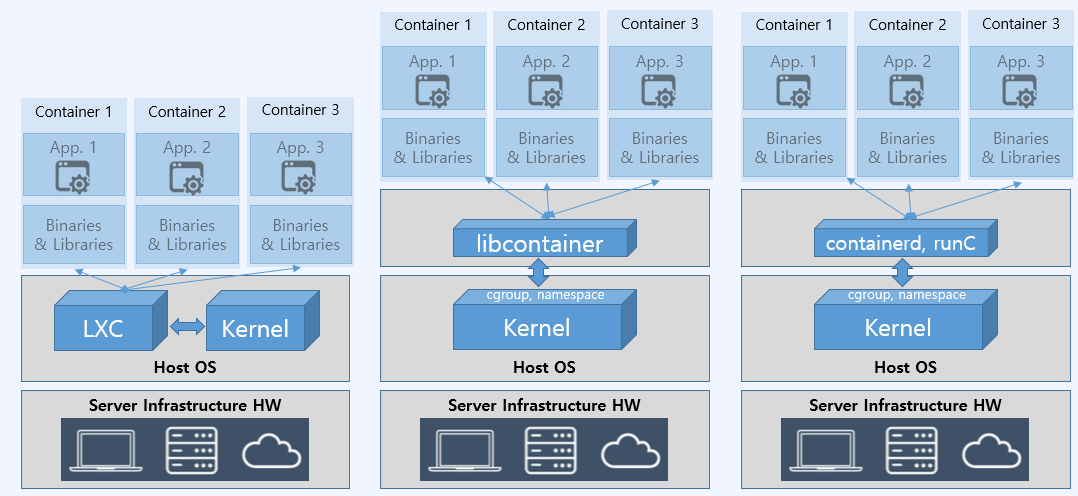 Container 1
Container 2
Container 3
App. 1
App. 2
App. 3
Binaries
& Libraries
Binaries
& Libraries
Binaries
& Libraries
LXC
Kernel
Host OS
Server Infrastructure HW
Container 1
Container 2
Container 3
App. 1
App. 2
App. 3
Binaries
& Libraries
Binaries
& Libraries
Binaries
& Libraries
libcontainer
cgroup, namespace
Kernel
Host OS
Server Infrastructure HW
Container 1
Container 2
Container 3
App. 1
App. 2
App. 3
Binaries
& Libraries
Binaries
& Libraries
Binaries
& Libraries
containerd, runC
cgroup, namespace
Kernel
Host OS
Server Infrastructure HW